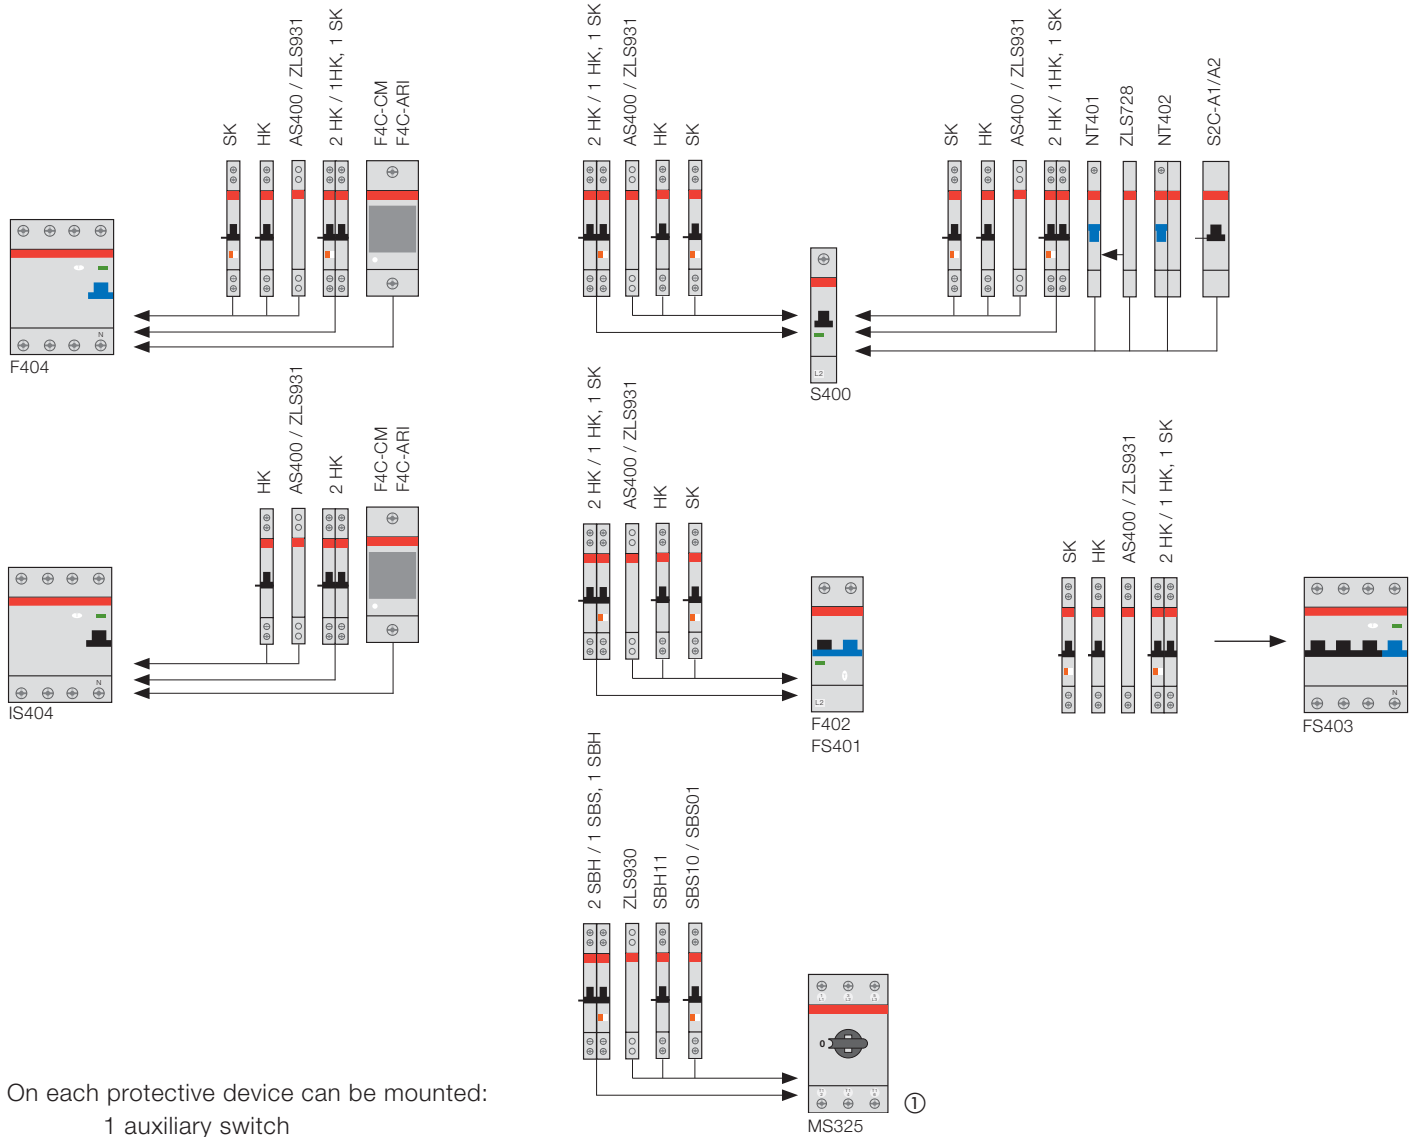 SK
HK
AS400 / ZLS931
2 HK / 1HK, 1 SK
F4C-CM
F4C-ARI
N
F404
2 HK / 1 HK, 1 SK
AS400 / ZLS931
HK
SK
L2
S400
SK
HK
AS400 / ZLS931
2 HK / 1HK, 1 SK
NT401
ZLS728
NT402
S2C-A1/A2
HK
AS400 / ZLS931
2 HK
F4C-CM
F4C-ARI
N
IS404
2 HK / 1 HK, 1 SK
AS400 / ZLS931
HK
SK
L2
F402
FS401
SK
HK
AS400 / ZLS931
2 HK / 1 HK, 1 SK
N
FS403
2 SBH / 1 SBS, 1 SBH
ZLS930
SBH11
SBS10 / SBS01
0
①
MS325
On each protective device can be mounted:
1 auxiliary switch